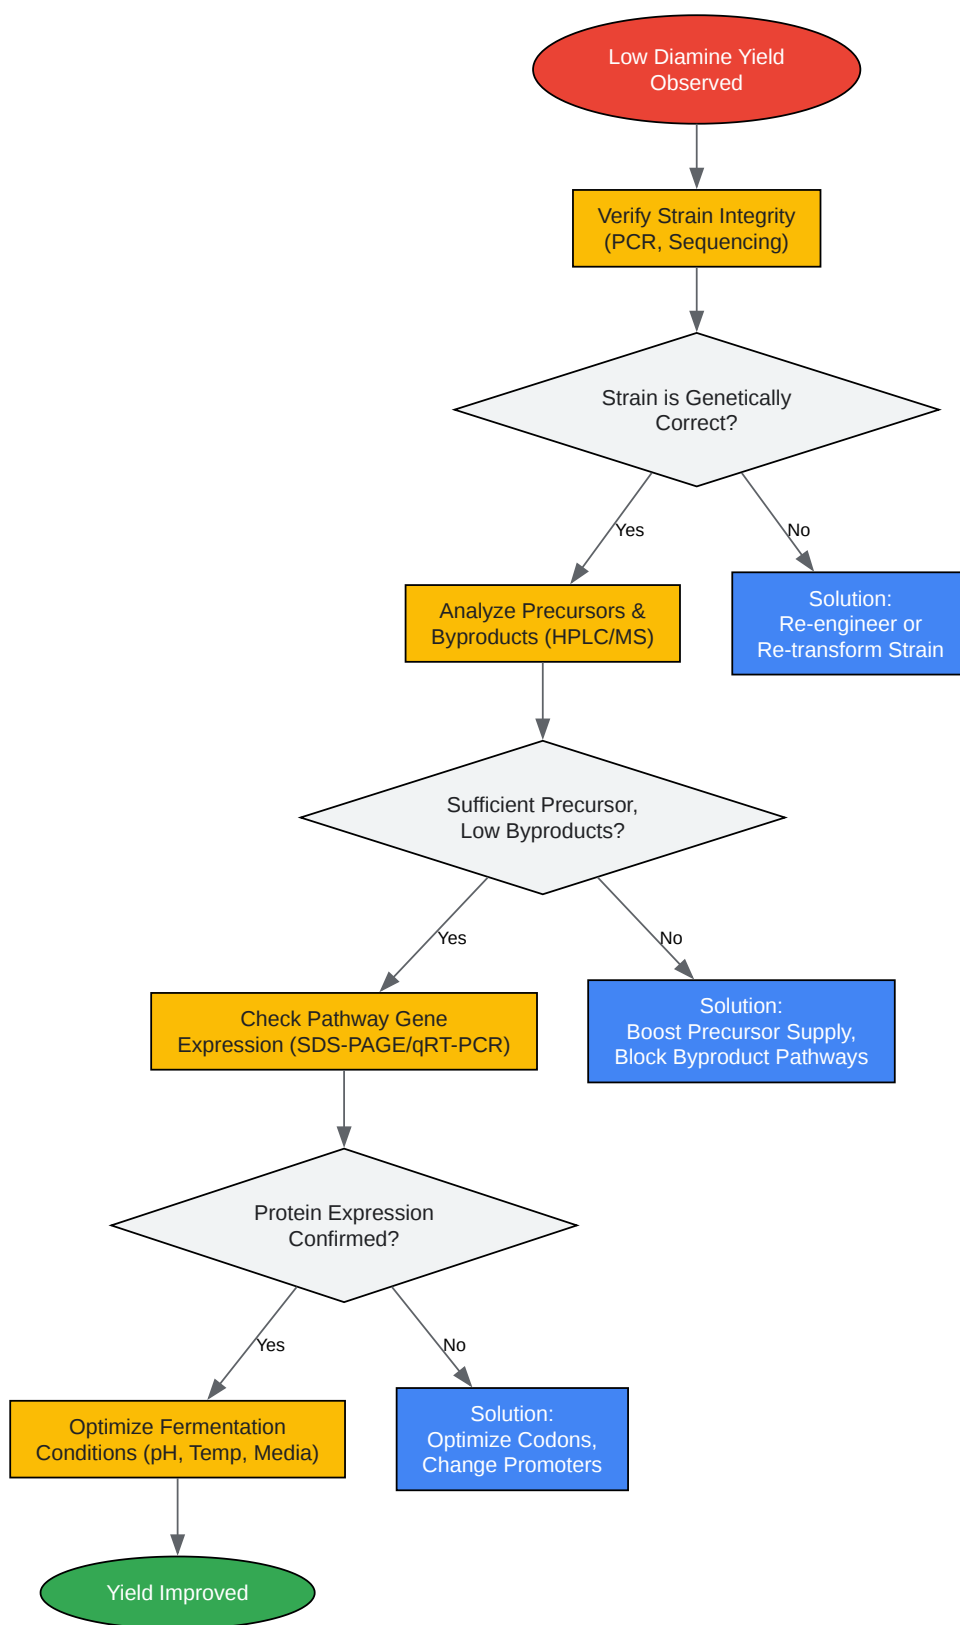 Low Diamine Yield
Observed
Verify Strain Integrity
(PCR, Sequencing)
Strain is Genetically
Correct?
Yes
No
Analyze Precursors &
Byproducts (HPLC/MS)
Solution:
Re-engineer or
Re-transform Strain
Sufficient Precursor,
Low Byproducts?
Yes
No
Check Pathway Gene
Expression (SDS-PAGE/qRT-PCR)
Solution:
Boost Precursor Supply,
Block Byproduct Pathways
Protein Expression
Confirmed?
Yes
No
Optimize Fermentation
Conditions (pH, Temp, Media)
Solution:
Optimize Codons,
Change Promoters
Yield Improved